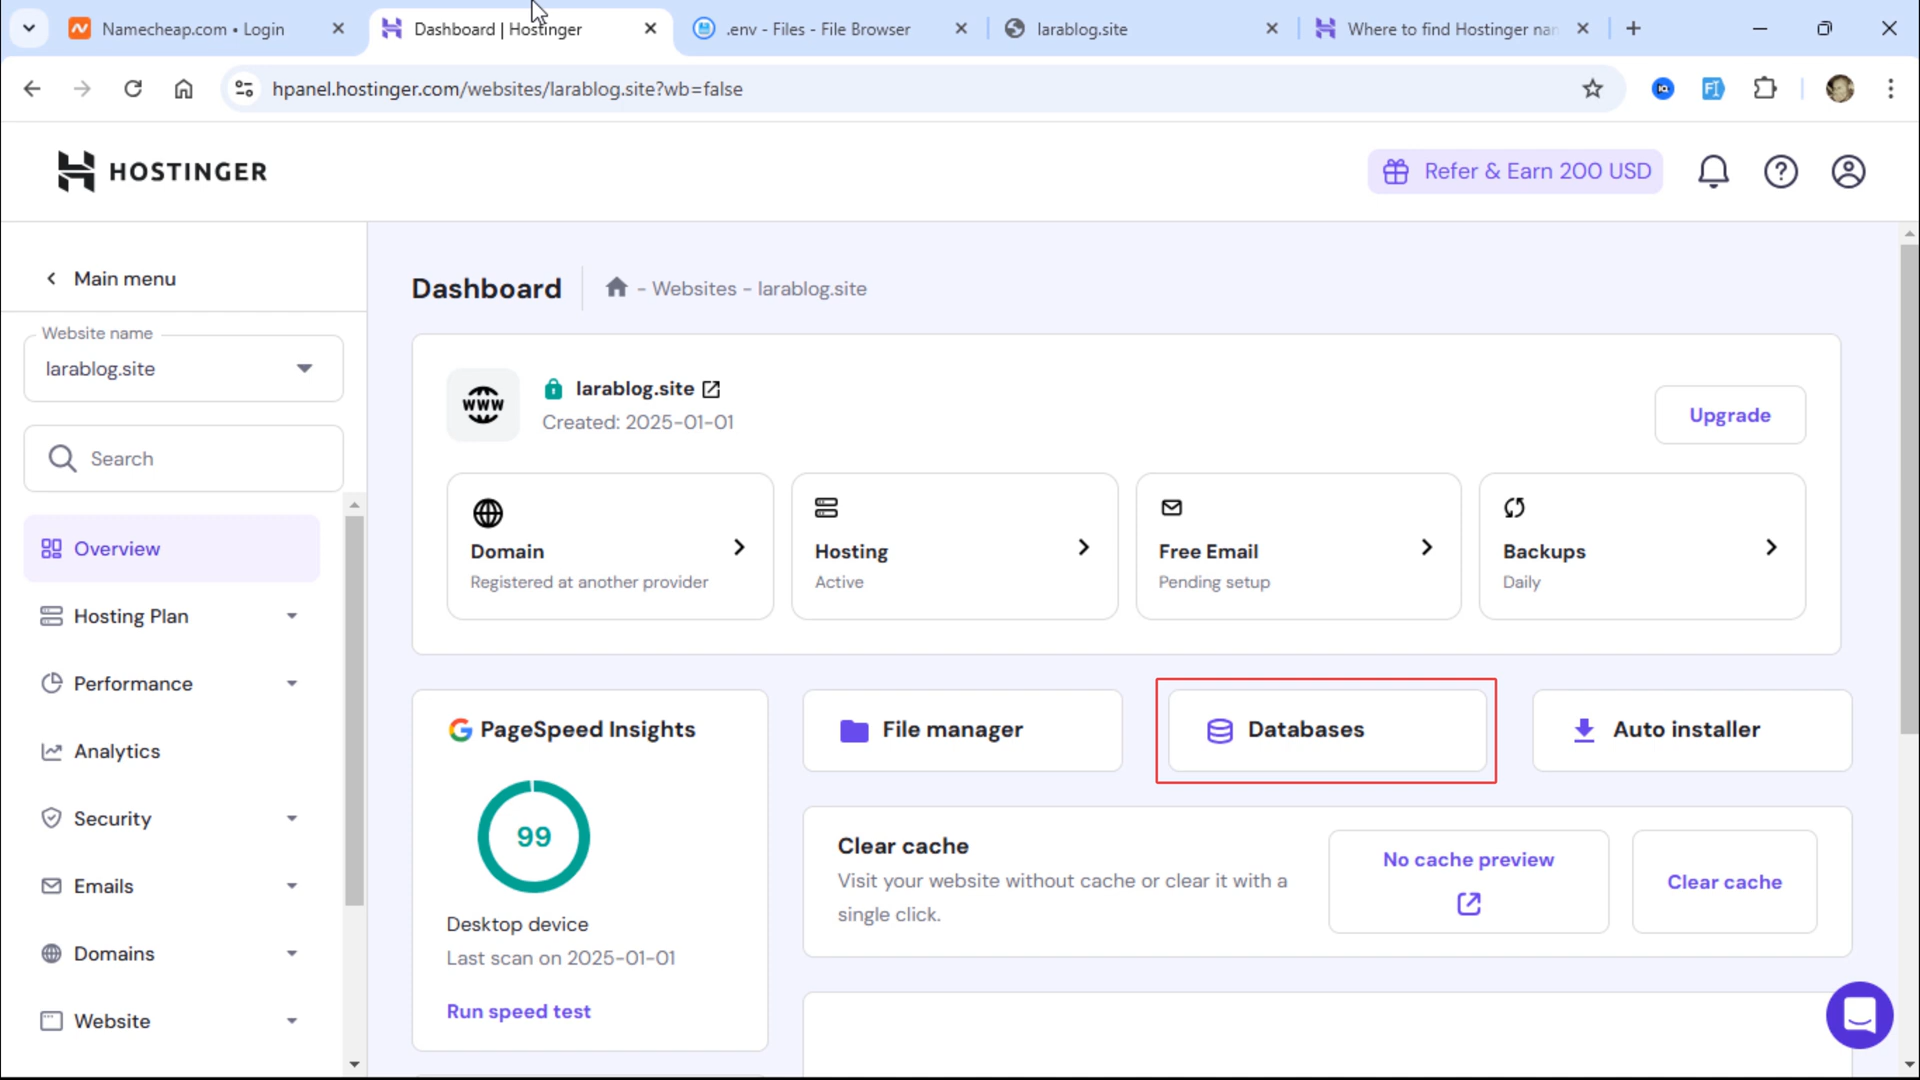 Namecheap.com • Login
Dashboard | Hostinger
.env - Files - File Browser
larablog.site
Where to find Hostinger nan
hpanel.hostinger.com/websites/larablog.site?wb=false
HOSTINGER
Refer & Earn 200 USD
Main menu
Dashboard
- Websites - larablog.site
Website name
larablog.site
Search
WWW
larablog.site
Created: 2025-01-01
Upgrade
Domain
Registered at another provider
Hosting
Active
Free Email
Pending setup
Backups
Daily
Overview
Hosting Plan
Performance
Analytics
Security
Emails
Domains
Website
PageSpeed Insights
99
Desktop device
Last scan on 2025-01-01
Run speed test
File manager
Databases
Auto installer
Clear cache
Visit your website without cache or clear it with a
single click.
No cache preview
Clear cache